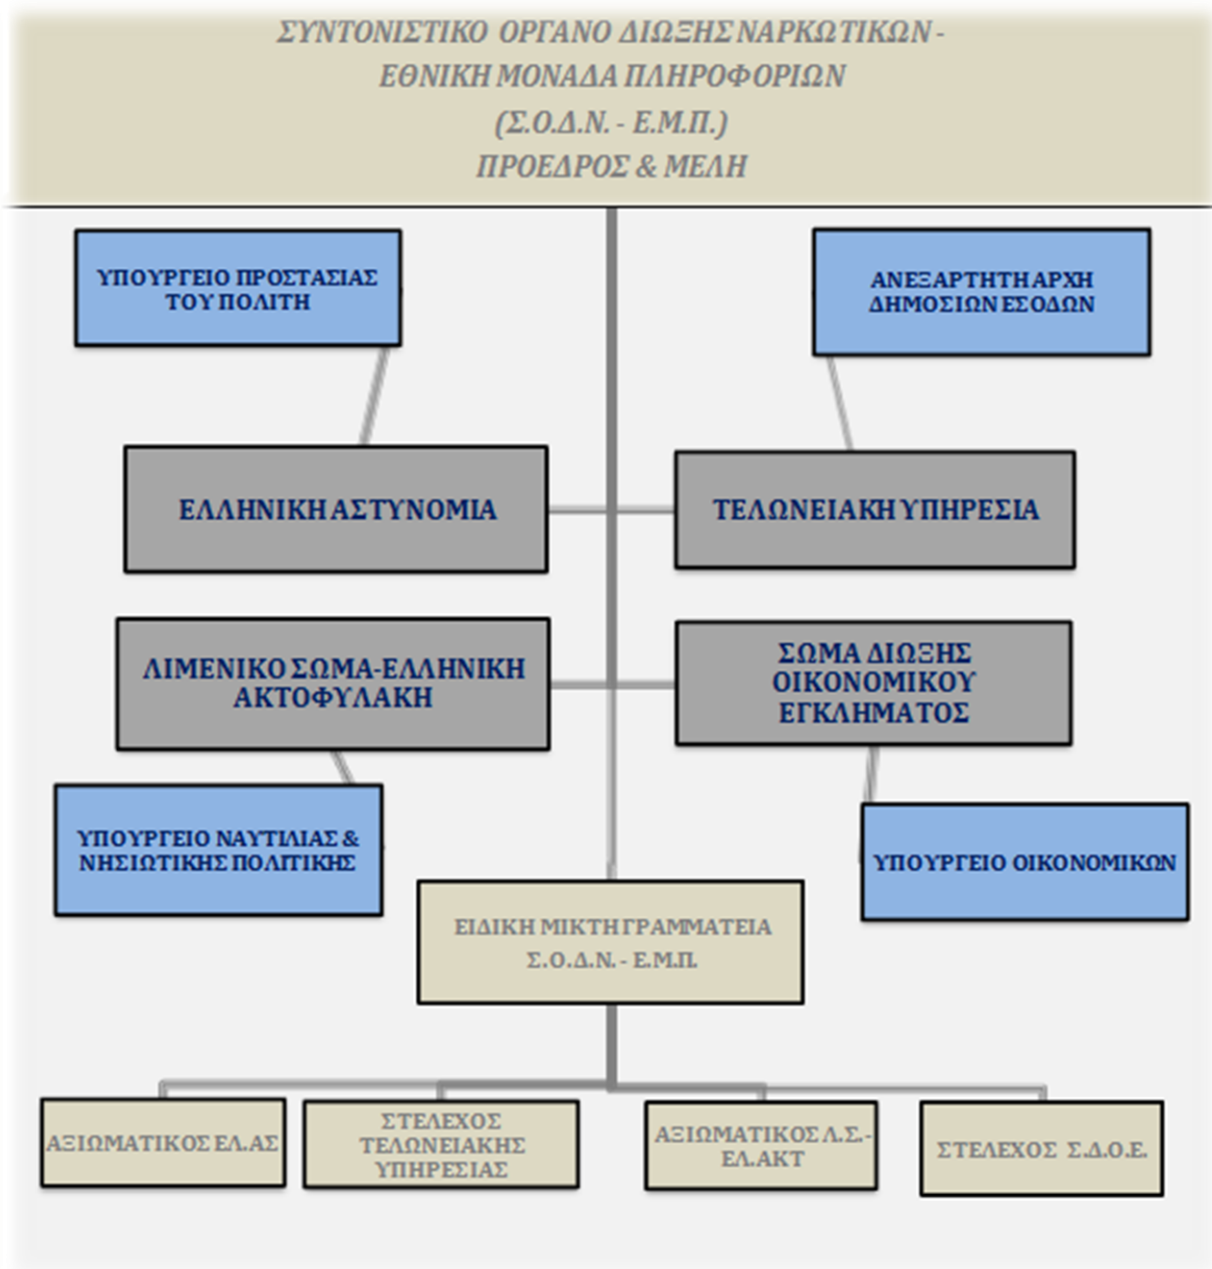 ΣΥΝΤΟΝΙΣΤΙΚΟ ΟΡΓΑΝΟ ΔΙΩΞΗΣ ΝΑΡΚΩΤΙΚΩΝ -
ΕΘΝΙΚΗ ΜΟΝΑΔΑ ΠΛΗΡΟΦΟΡΙΩΝ
(Σ.Ο.Δ.Ν. - Ε.Μ.Π.)
ΠΡΟΕΔΡΟΣ & ΜΕΛΗ
ΥΠΟΥΡΓΕΙΟ ΠΡΟΣΤΑΣΙΑΣ
ΤΟΥ ΠΟΛΙΤΗ
ΑΝΕΞΑΡΤΗΤΗ ΑΡΧΗ
ΔΗΜΟΣΙΩΝ ΕΣΟΔΩΝ
ΕΛΛΗΝΙΚΗ ΑΣΤΥΝΟΜΙΑ
ΤΕΛΩΝΕΙΑΚΗ ΥΠΗΡΕΣΙΑ
ΛΙΜΕΝΙΚΟ ΣΩΜΑ-ΕΛΛΗΝΙΚΗ
ΑΚΤΟΦΥΛΑΚΗ
ΣΩΜΑ ΔΙΩΞΗΣ
ΟΙΚΟΝΟΜΙΚΟΥ
ΕΓΚΛΗΜΑΤΟΣ
ΥΠΟΥΡΓΕΙΟ ΝΑΥΤΙΛΙΑΣ &
ΝΗΣΙΩΤΙΚΗΣ ΠΟΛΙΤΙΚΗΣ
ΥΠΟΥΡΓΕΙΟ ΟΙΚΟΝΟΜΙΚΩΝ
ΕΙΔΙΚΗ ΜΙΚΤΗ ΓΡΑΜΜΑΤΕΙΑ
Σ.Ο.Δ.Ν. - Ε.Μ.Π.
ΑΞΙΩΜΑΤΙΚΟΣ ΕΛ.ΑΣ
ΣΤΕΛΕΧΟΣ
ΤΕΛΩΝΕΙΑΚΗΣ
ΥΠΗΡΕΣΙΑΣ
ΑΞΙΩΜΑΤΙΚΟΣ Λ.Σ.-
ΕΛ.ΑΚΤ
ΣΤΕΛΕΧΟΣ Σ.Δ.Ο.Ε.